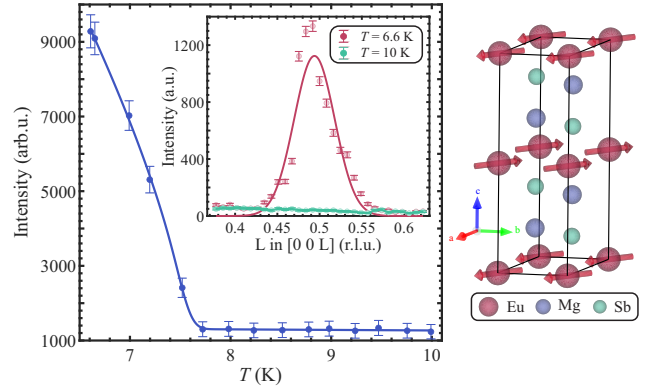 9000
7000
5000
3000
1000
Intensity (arb.u.)
7
8
9
10
T (K)
1200
800
400
0
Intensity (a.u.)
T = 6.6 K
T = 10 K
0.4
0.45
0.5
0.55
0.6
L in [0 0 L] (r.l.u.)
c
a
b
Eu
Mg
Sb